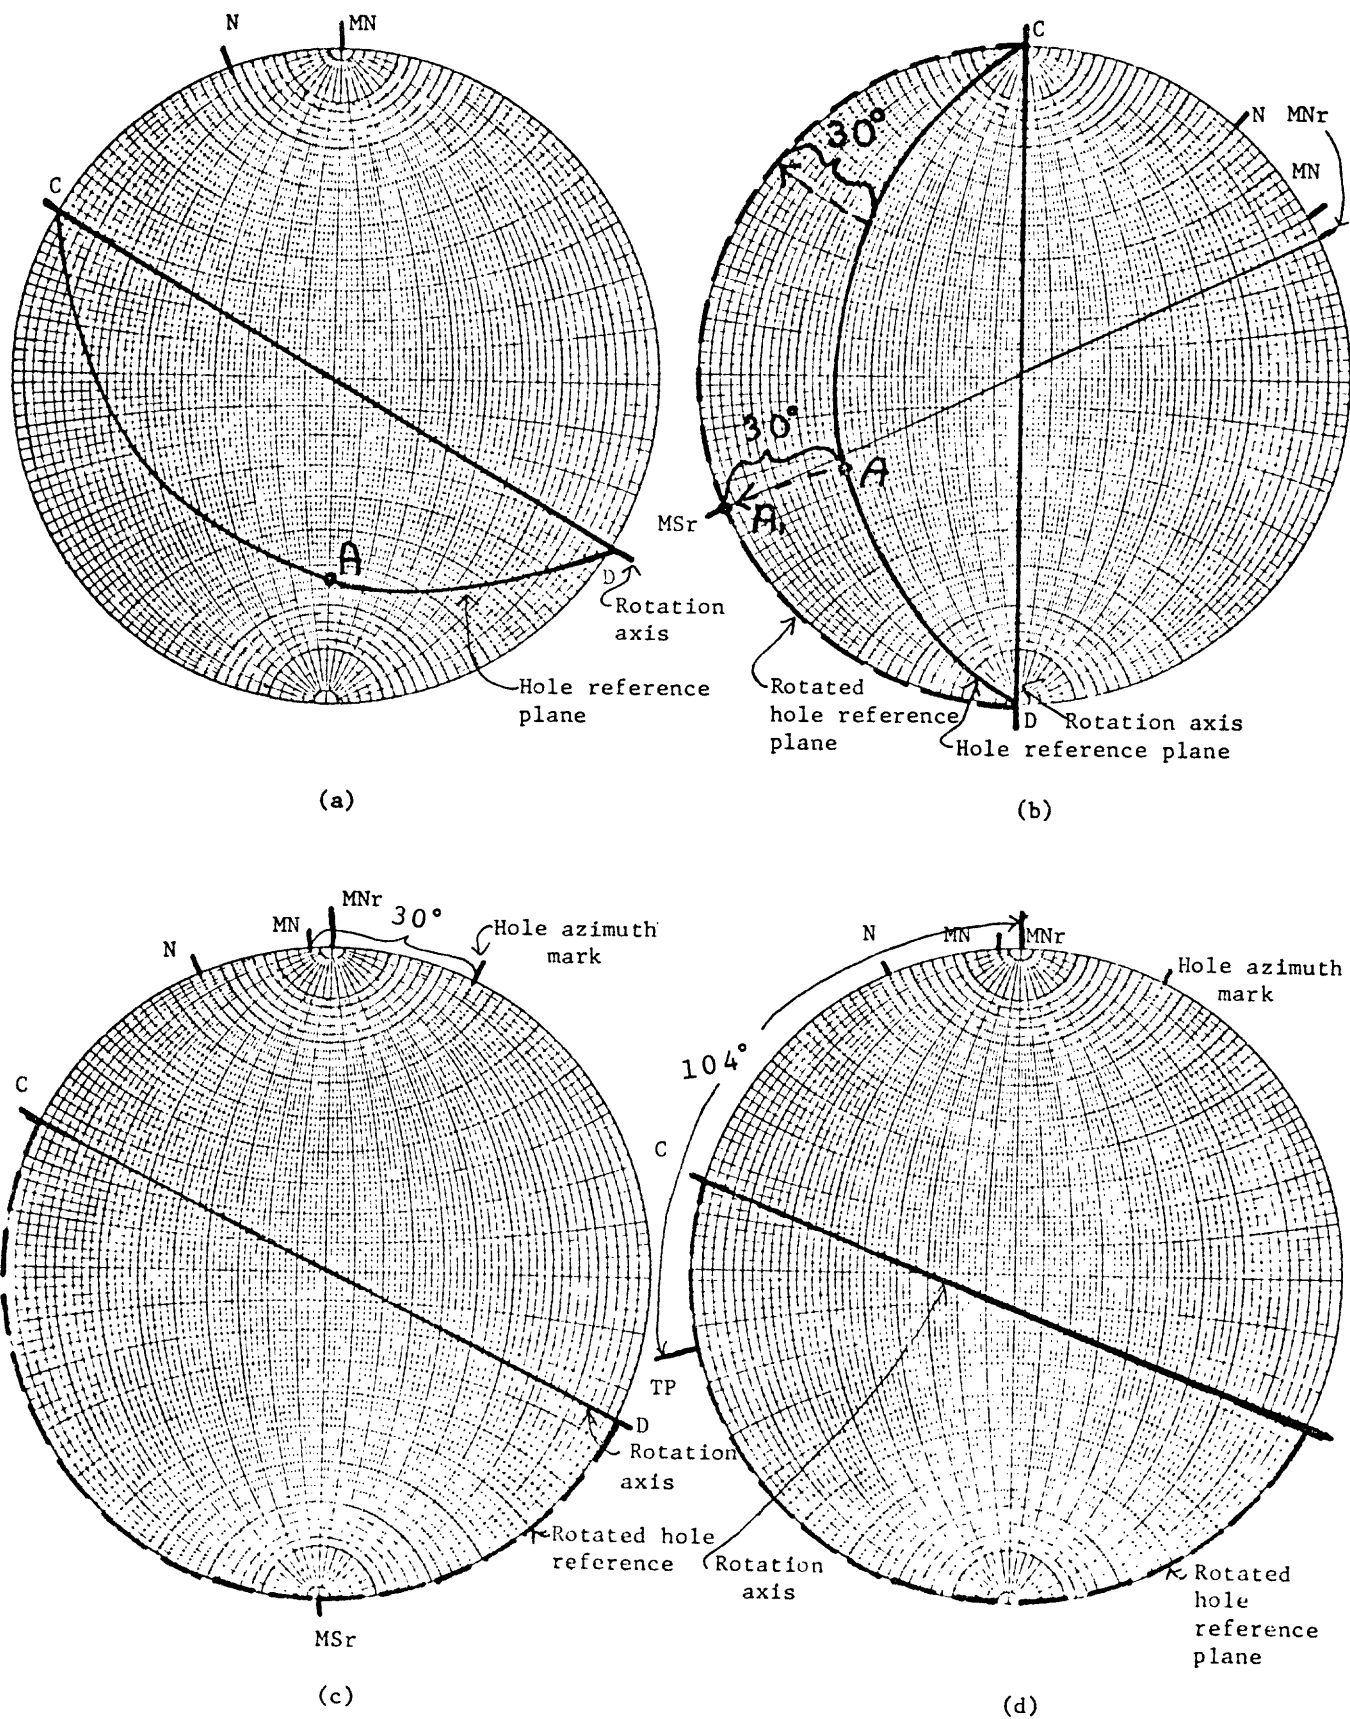 N
MN
C
A
D
Rotation
axis
Hole reference
plane
(a)
C
30°
N
MNr
MN
30°
A
A₁
MSr
Rotated
hole reference
plane
D
Rotation axis
Hole reference plane
(b)
MNr
30°
MN
N
Hole azimuth
mark
C
D
Rotation
axis
Rotated hole
reference
MSr
(c)
N
MN
MNr
Hole azimuth
mark
104°
C
TP
Rotation
axis
Rotated
hole
reference
plane
(d)